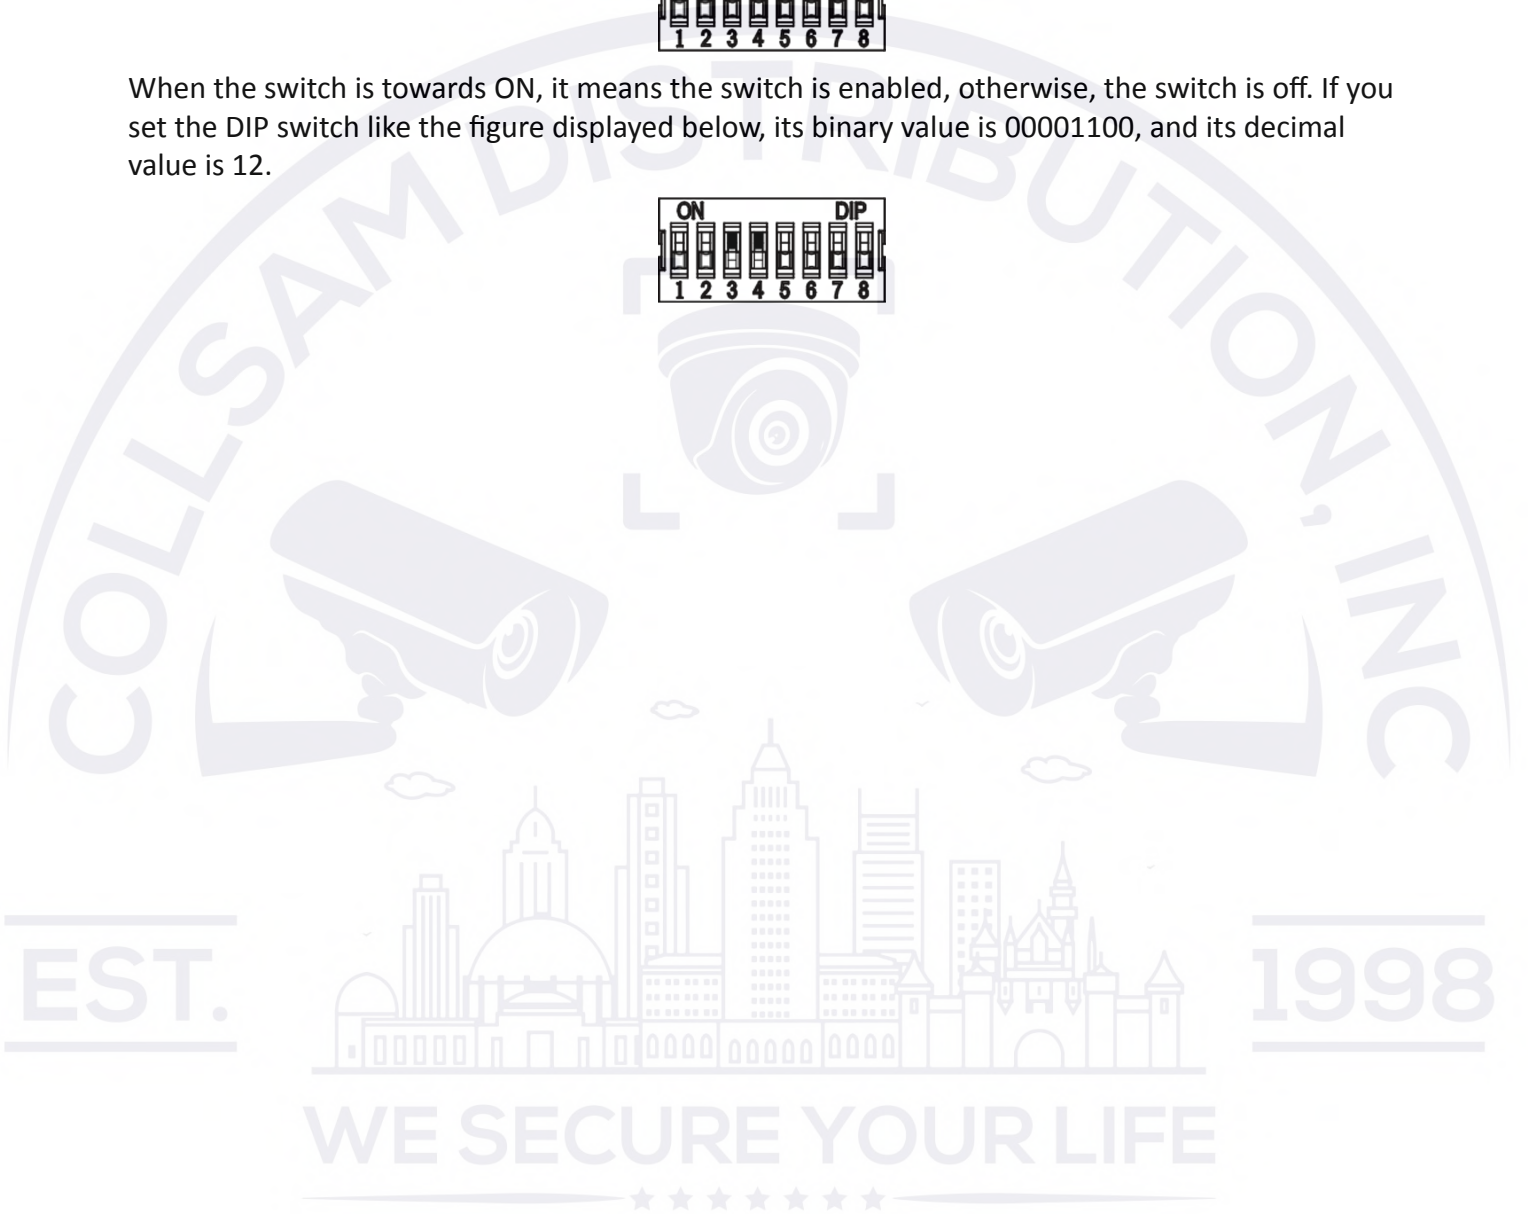 1 2 3 4 5 6 7 8
When the switch is towards ON, it means the switch is enabled, otherwise, the switch is off. If you
set the DIP switch like the figure displayed below, its binary value is 00001100, and its decimal
value is 12.
ON DIP
1 2 3 4 5 6 7 8
COLLSAM DISTRIBUTION, INC
EST.
1998
WE SECURE YOUR LIFE